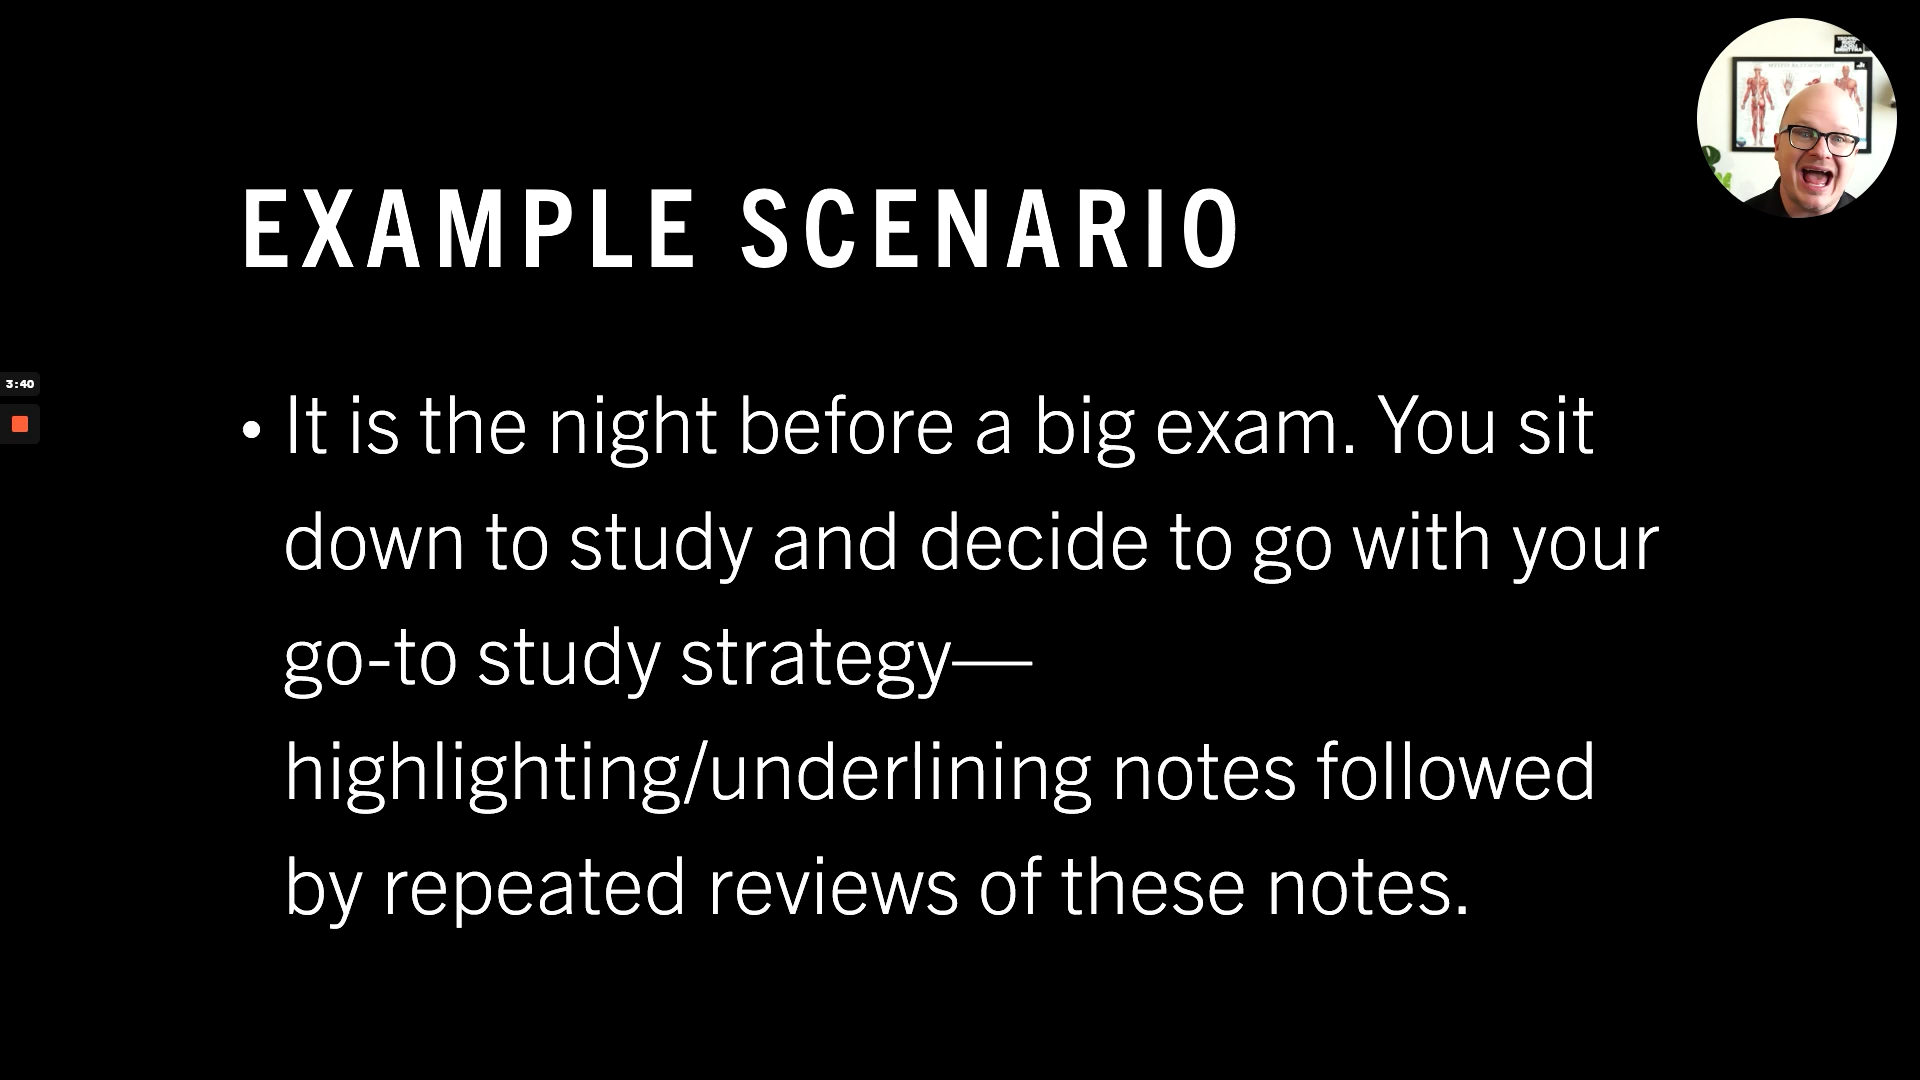 EXAMPLE SCENARIO
3:40
• It is the night before a big exam. You sit
down to study and decide to go with your
go-to study strategy—
highlighting/underlining notes followed
by repeated reviews of these notes.